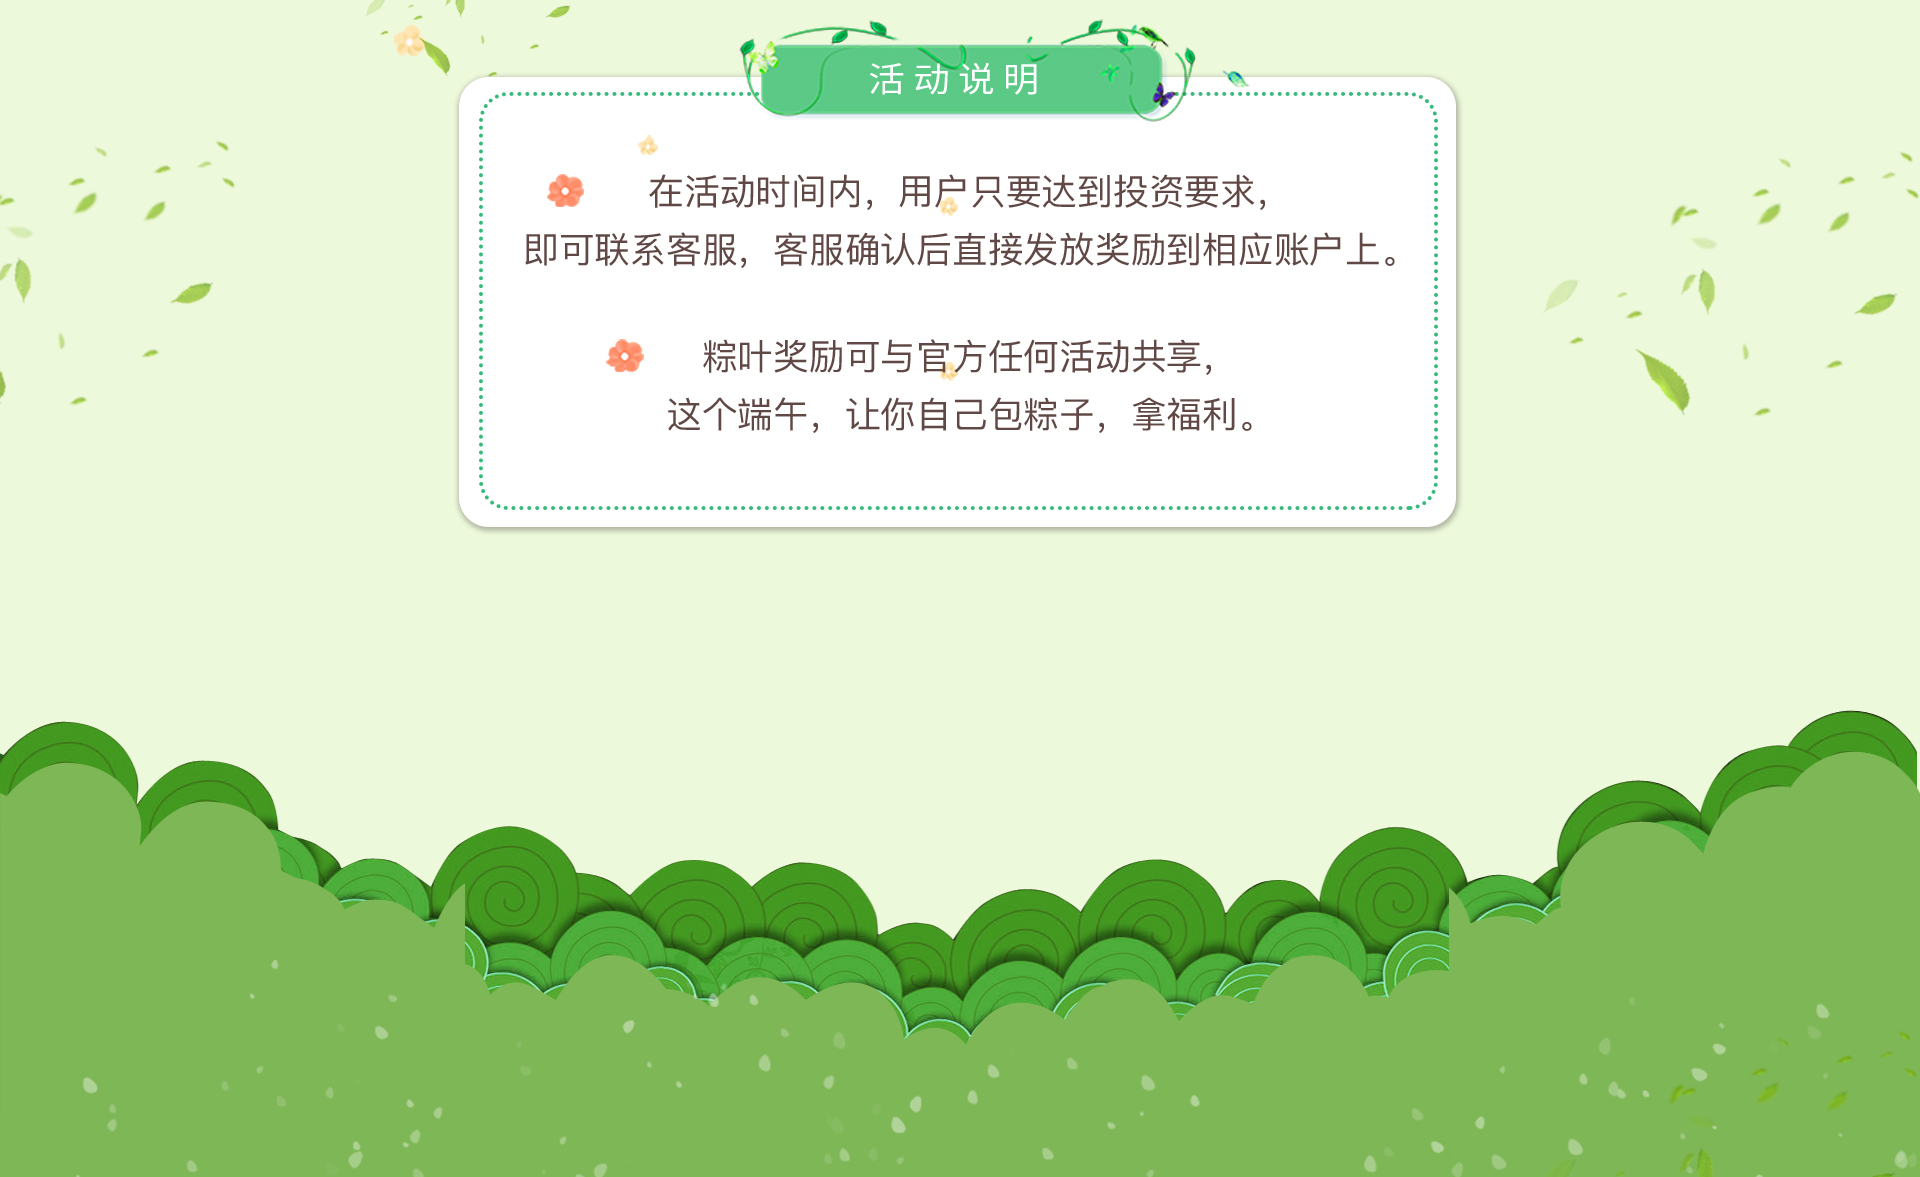 活动说明
在活动时间内，用户只要达到投资要求，
即可联系客服，客服确认后直接发放奖励到相应账户上。
粽叶奖励可与官方任何活动共享，
这个端午，让你自己包粽子，拿福利。